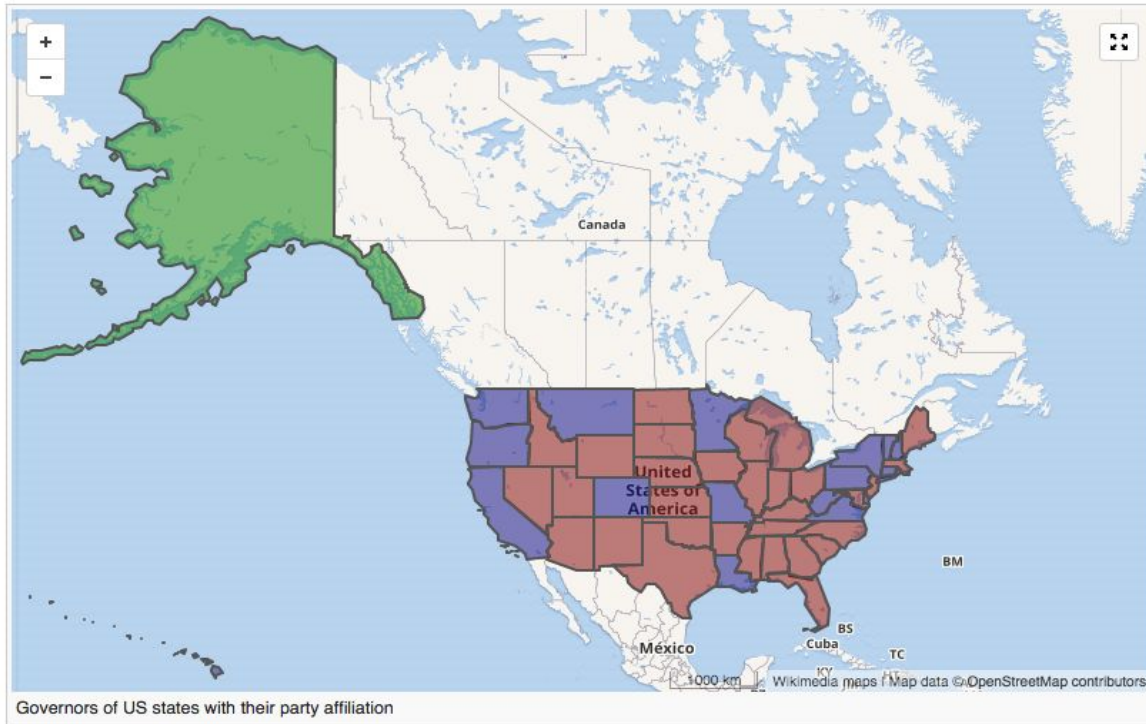 +
−
Canada
United
States of
America
BM
BS
Cuba
TC
México
KY
1000 km
Wikimedia maps | Map data © OpenStreetMap contributors
Governors of US states with their party affiliation